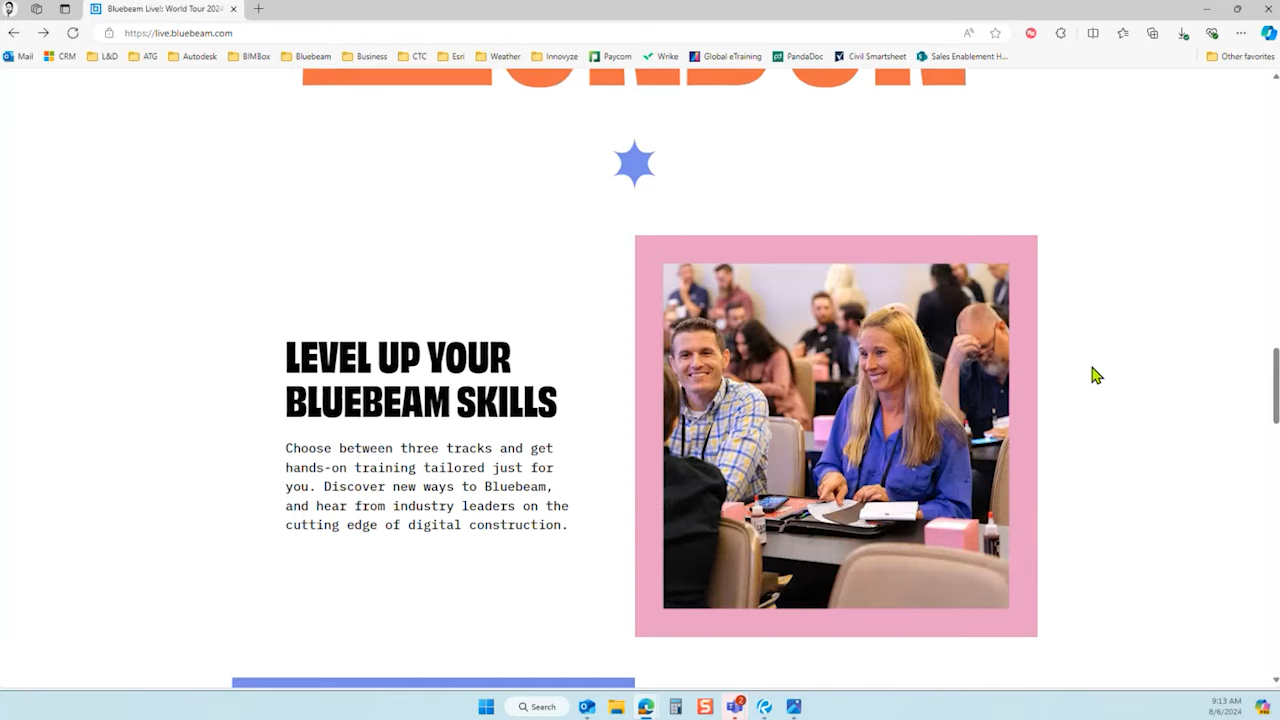 Bluebeam Live!: World Tour 2024
https://live.bluebeam.com
Mail CRM L&D ATG Autodesk BIMBox Bluebeam Business CTC Esri Weather Innovyze Paycom Wrike Global eTraining PandaDoc Civil Smartsheet Sales Enablement H... Other favorites
LONDON
LEVEL UP YOUR
BLUEBEAM SKILLS
Choose between three tracks and get
hands-on training tailored just for
you. Discover new ways to Bluebeam,
and hear from industry leaders on the
cutting edge of digital construction.
Search
2
9:13 AM
8/6/2024